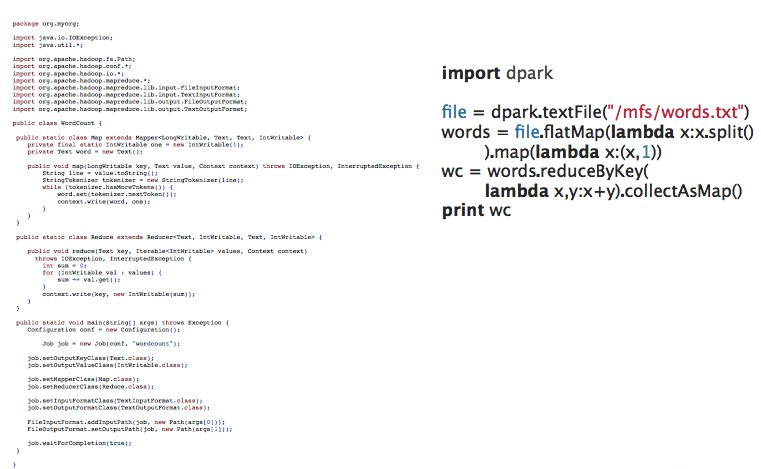 package org.myorg;
import java.io.IOException;
import java.util.*;
import org.apache.hadoop.fs.Path;
import org.apache.hadoop.conf.*;
import org.apache.hadoop.io.*;
import org.apache.hadoop.mapreduce.*;
import org.apache.hadoop.mapreduce.lib.input.FileInputFormat;
import org.apache.hadoop.mapreduce.lib.input.TextInputFormat;
import org.apache.hadoop.mapreduce.lib.output.FileOutputFormat;
import org.apache.hadoop.mapreduce.lib.output.TextOutputFormat;
public class WordCount {
public static class Map extends Mapper<LongWritable, Text, Text, IntWritable> {
private final static IntWritable one = new IntWritable(1);
private Text word = new Text();
public void map(LongWritable key, Text value, Context context) throws IOException, InterruptedException {
String line = value.toString();
StringTokenizer tokenizer = new StringTokenizer(line);
while (tokenizer.hasMoreTokens()) {
word.set(tokenizer.nextToken());
context.write(word, one);
}
}
}
public static class Reduce extends Reducer<Text, IntWritable, Text, IntWritable> {
public void reduce(Text key, Iterable<IntWritable> values, Context context)
throws IOException, InterruptedException {
int sum = 0;
for (IntWritable val : values) {
sum += val.get();
}
context.write(key, new IntWritable(sum));
}
}
public static void main(String[] args) throws Exception {
Configuration conf = new Configuration();
Job job = new Job(conf, "wordcount");
job.setOutputKeyClass(Text.class);
job.setOutputValueClass(IntWritable.class);
job.setMapperClass(Map.class);
job.setReducerClass(Reduce.class);
job.setInputFormatClass(TextInputFormat.class);
job.setOutputFormatClass(TextOutputFormat.class);
FileInputFormat.addInputPath(job, new Path(args[0]));
FileOutputFormat.setOutputPath(job, new Path(args[1]));
job.waitForCompletion(true);
}
}
import dpark
file = dpark.textFile("/mfs/words.txt")
words = file.flatMap(lambda x:x.split()
).map(lambda x:(x,1))
wc = words.reduceByKey(
lambda x,y:x+y).collectAsMap()
print wc